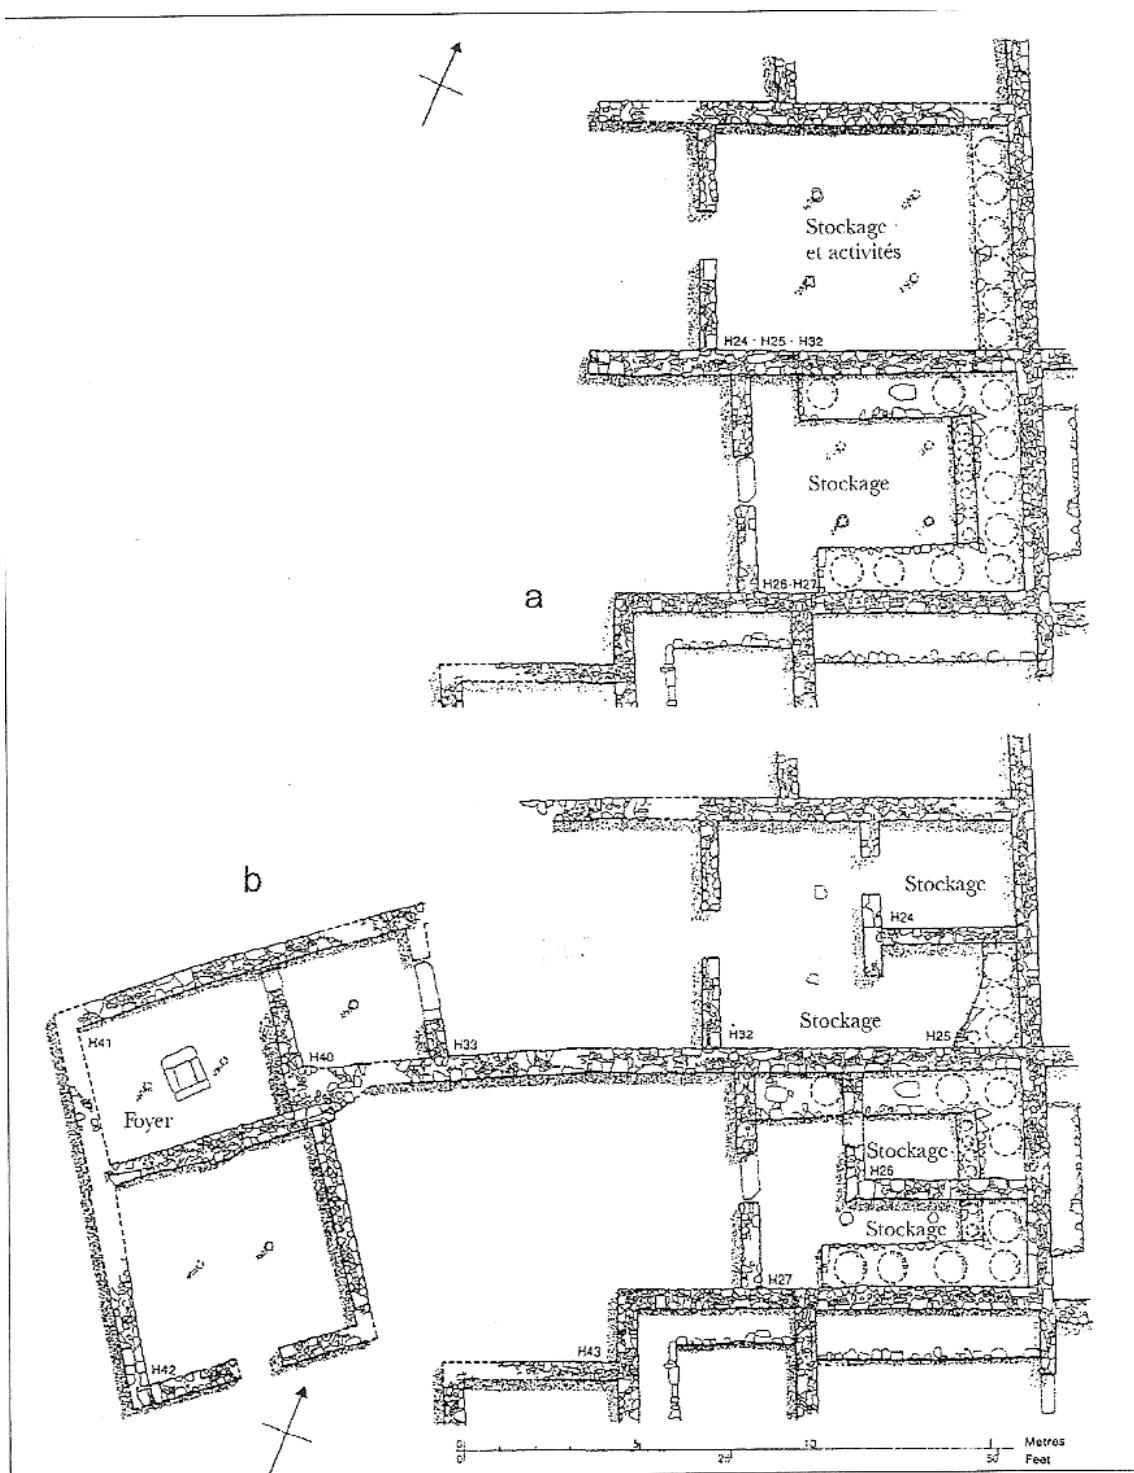 Stockage
et activités
H24 - H25 - H32
Stockage
H26-H27
a
b
Stockage
H24
H41
Stockage
H25
H32
H33
H40
Foyer
Stockage
H26
Stockage
H27
H43
H42
0 5 10 Metres
0 25 50 Feet